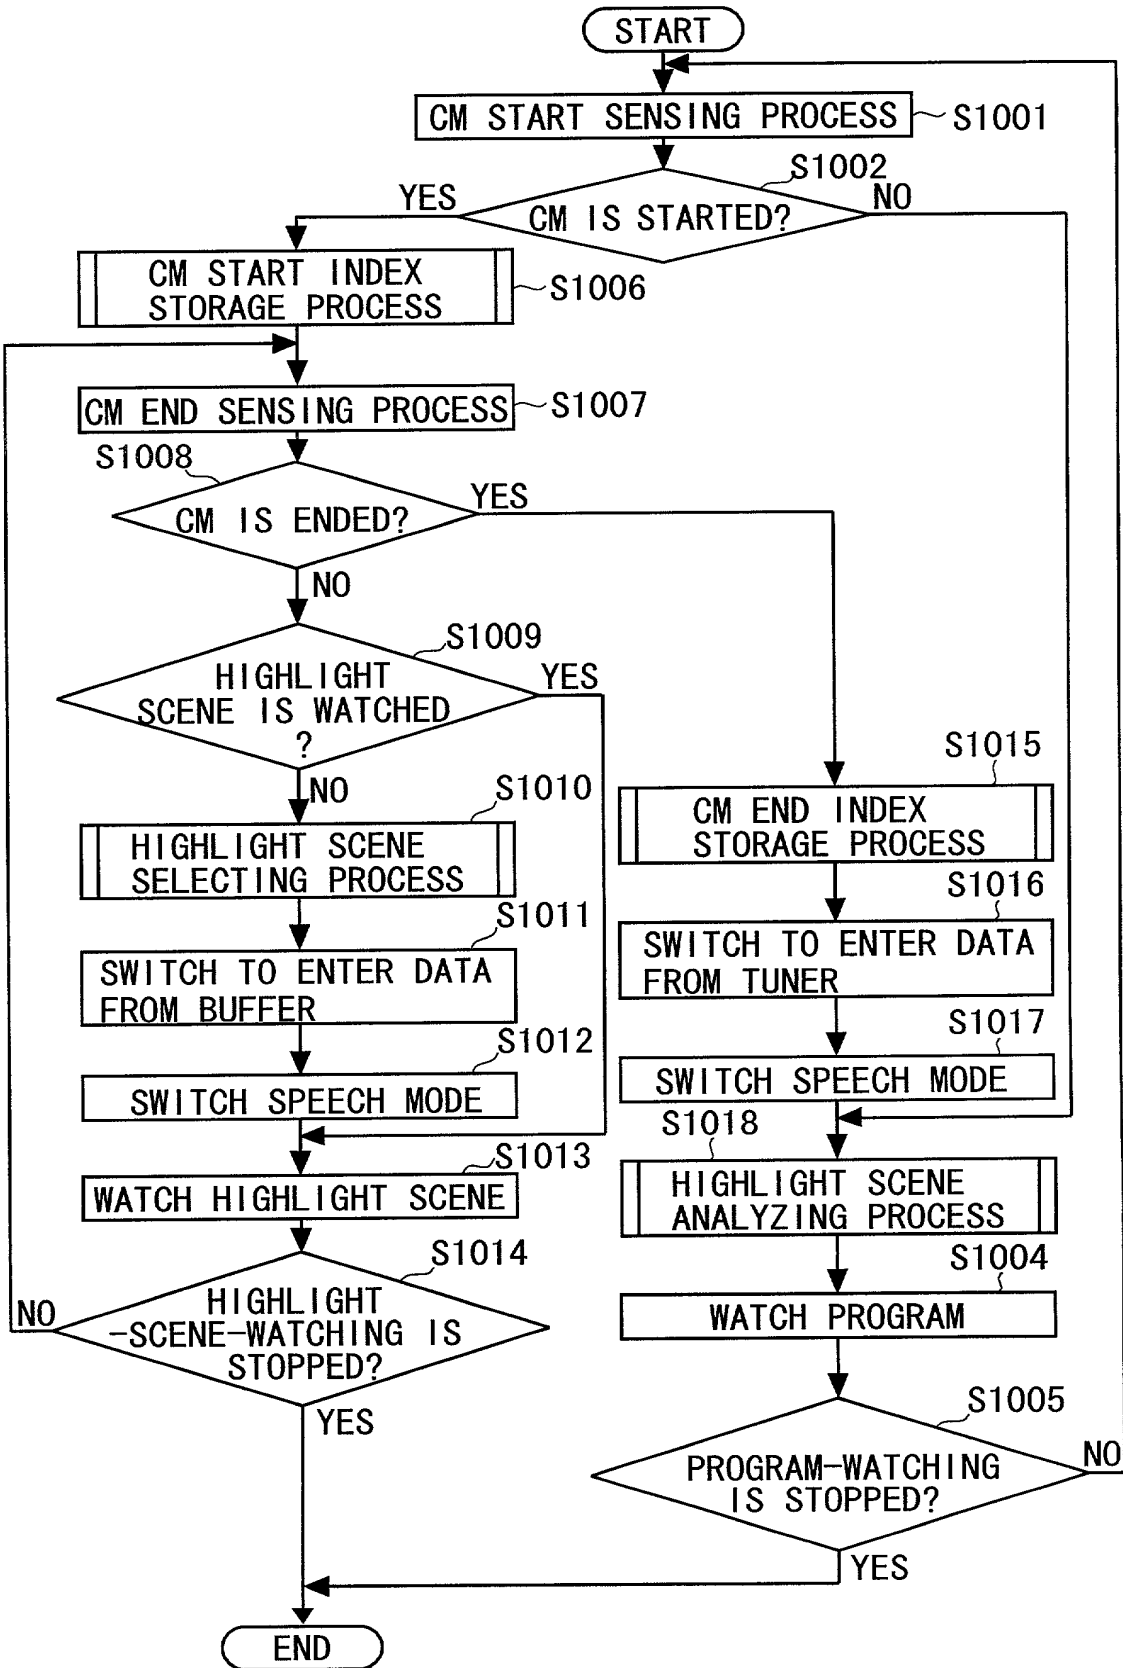 START
CM START SENSING PROCESS
S1001
S1002
YES
CM IS STARTED?
NO
CM START INDEX
STORAGE PROCESS
S1006
CM END SENSING PROCESS
S1007
S1008
CM IS ENDED?
YES
NO
S1009
HIGHLIGHT
SCENE IS WATCHED
?
YES
NO
S1010
HIGHLIGHT SCENE
SELECTING PROCESS
S1011
SWITCH TO ENTER DATA
FROM BUFFER
S1012
SWITCH SPEECH MODE
S1013
WATCH HIGHLIGHT SCENE
S1014
HIGHLIGHT
-SCENE-WATCHING IS
STOPPED?
NO
YES
S1015
CM END INDEX
STORAGE PROCESS
S1016
SWITCH TO ENTER DATA
FROM TUNER
S1017
SWITCH SPEECH MODE
S1018
HIGHLIGHT SCENE
ANALYZING PROCESS
S1004
WATCH PROGRAM
S1005
PROGRAM-WATCHING
IS STOPPED?
NO
YES
END